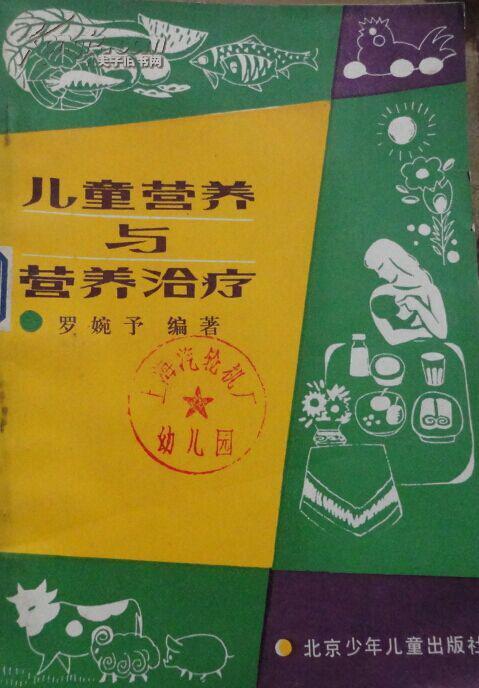 夫子旧书网
儿童营养
与
营养治疗
罗婉予 编著
上海汽轮机厂
幼儿园
北京少年儿童出版社